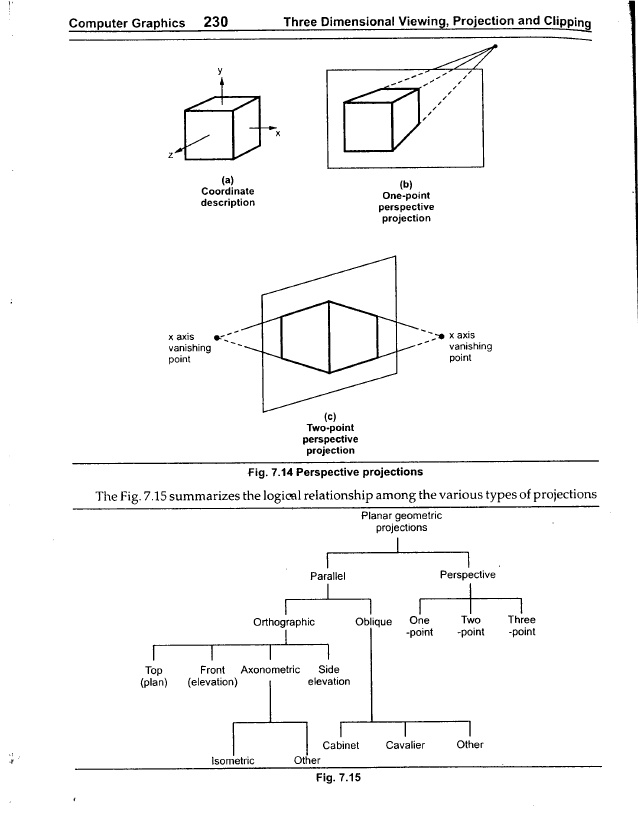 Computer Graphics 230 Three Dimensional Viewing, Projection and Clipping
y
x
z
(a)
Coordinate
description
(b)
One-point
perspective
projection
x axis
vanishing
point
x axis
vanishing
point
(c)
Two-point
perspective
projection
Fig. 7.14 Perspective projections
The Fig. 7.15 summarizes the logical relationship among the various types of projections
Planar geometric
projections
Parallel Perspective
Orthographic Oblique One
-point Two
-point Three
-point
Top
(plan) Front
(elevation) Axonometric Side
elevation
Cabinet Cavalier Other
Isometric Other
Fig. 7.15